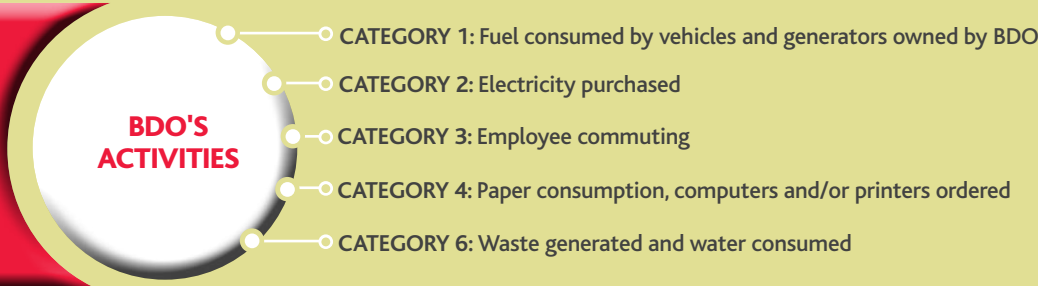 BDO'S
ACTIVITIES
CATEGORY 1: Fuel consumed by vehicles and generators owned by BDO
CATEGORY 2: Electricity purchased
CATEGORY 3: Employee commuting
CATEGORY 4: Paper consumption, computers and/or printers ordered
CATEGORY 6: Waste generated and water consumed